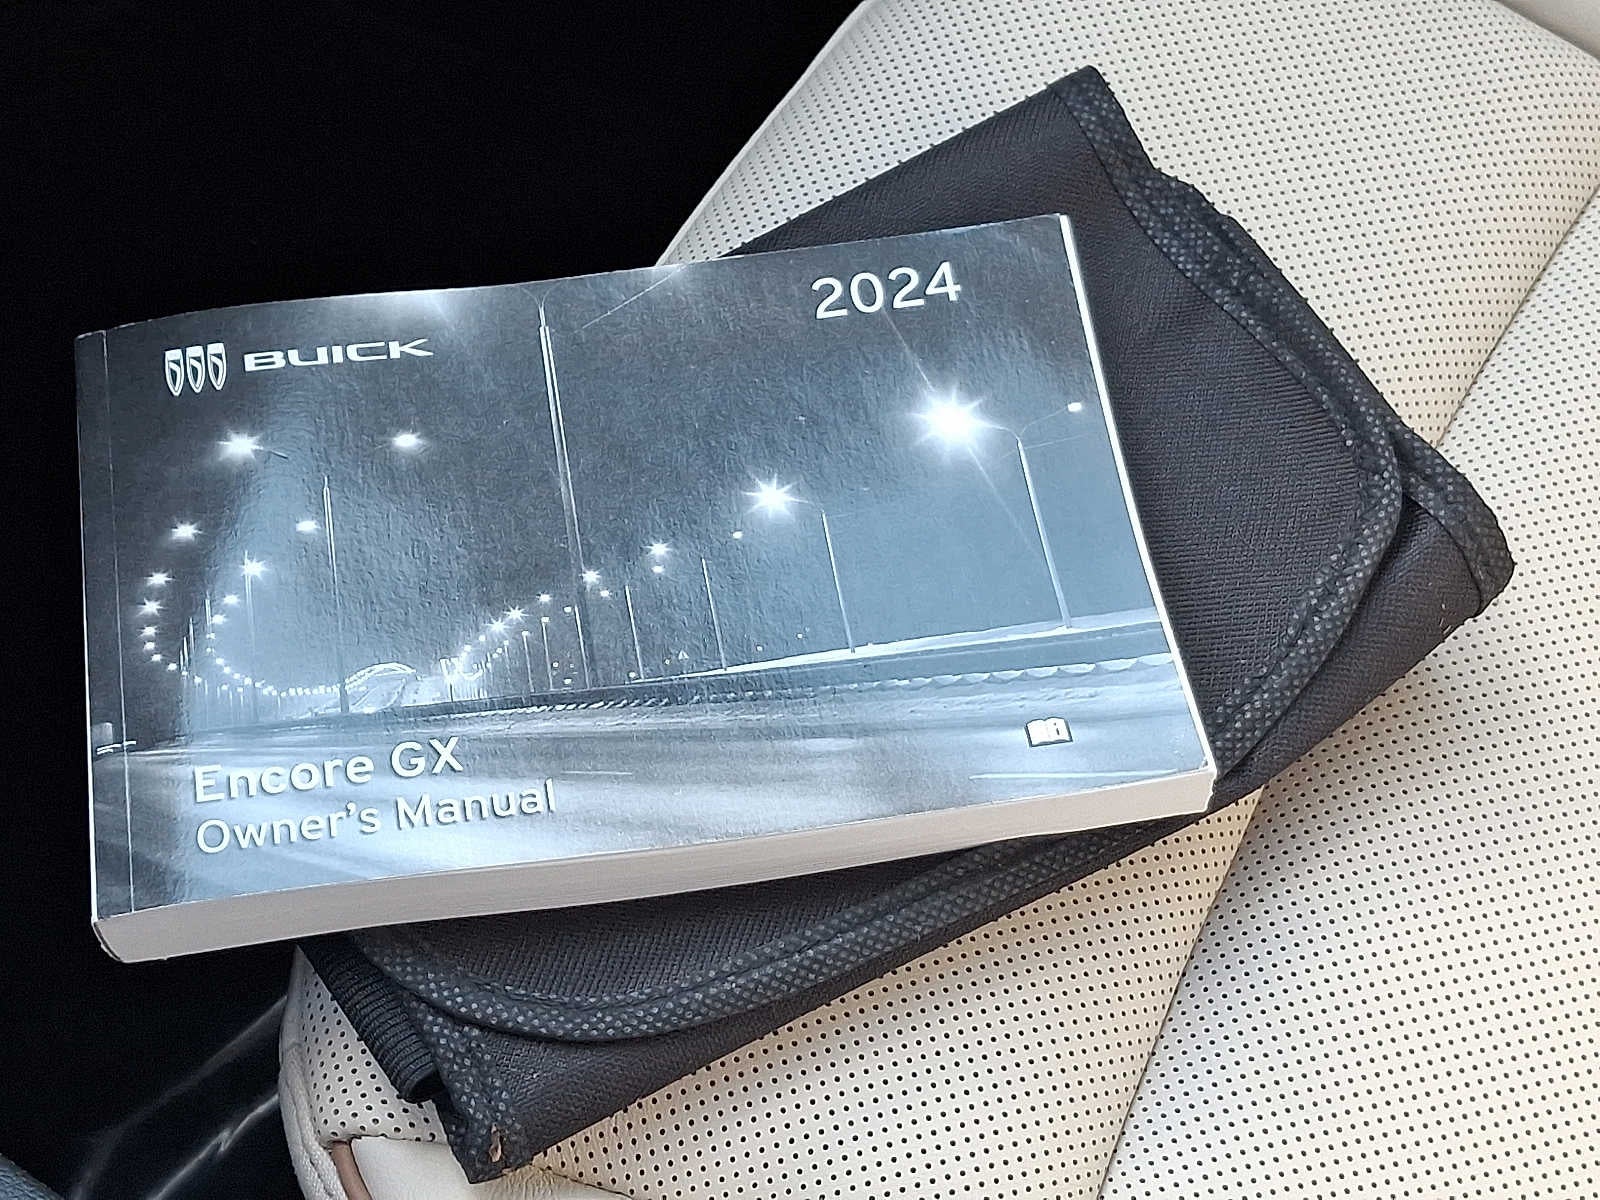 BUICK
2024
Encore GX
Owner's Manual